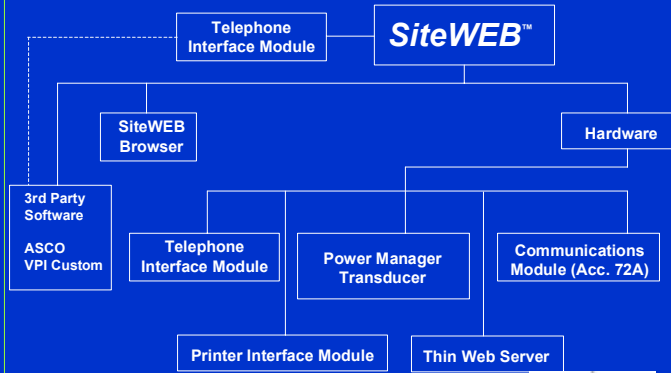 Telephone
Interface Module
SiteWEB™
SiteWEB
Browser
Hardware
3rd Party
Software
ASCO
VPI Custom
Telephone
Interface Module
Power Manager
Transducer
Communications
Module (Acc. 72A)
Printer Interface Module
Thin Web Server